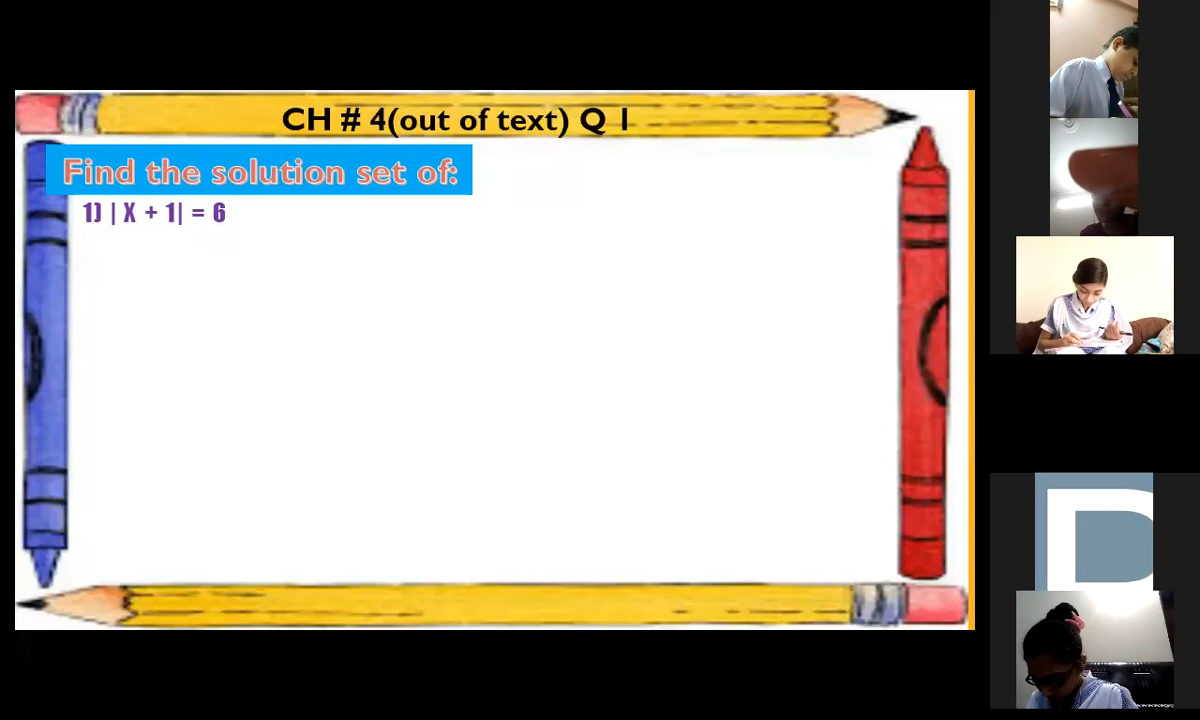 CH # 4(out of text) Q 1
Find the solution set of:
1) | X + 1| = 6
P